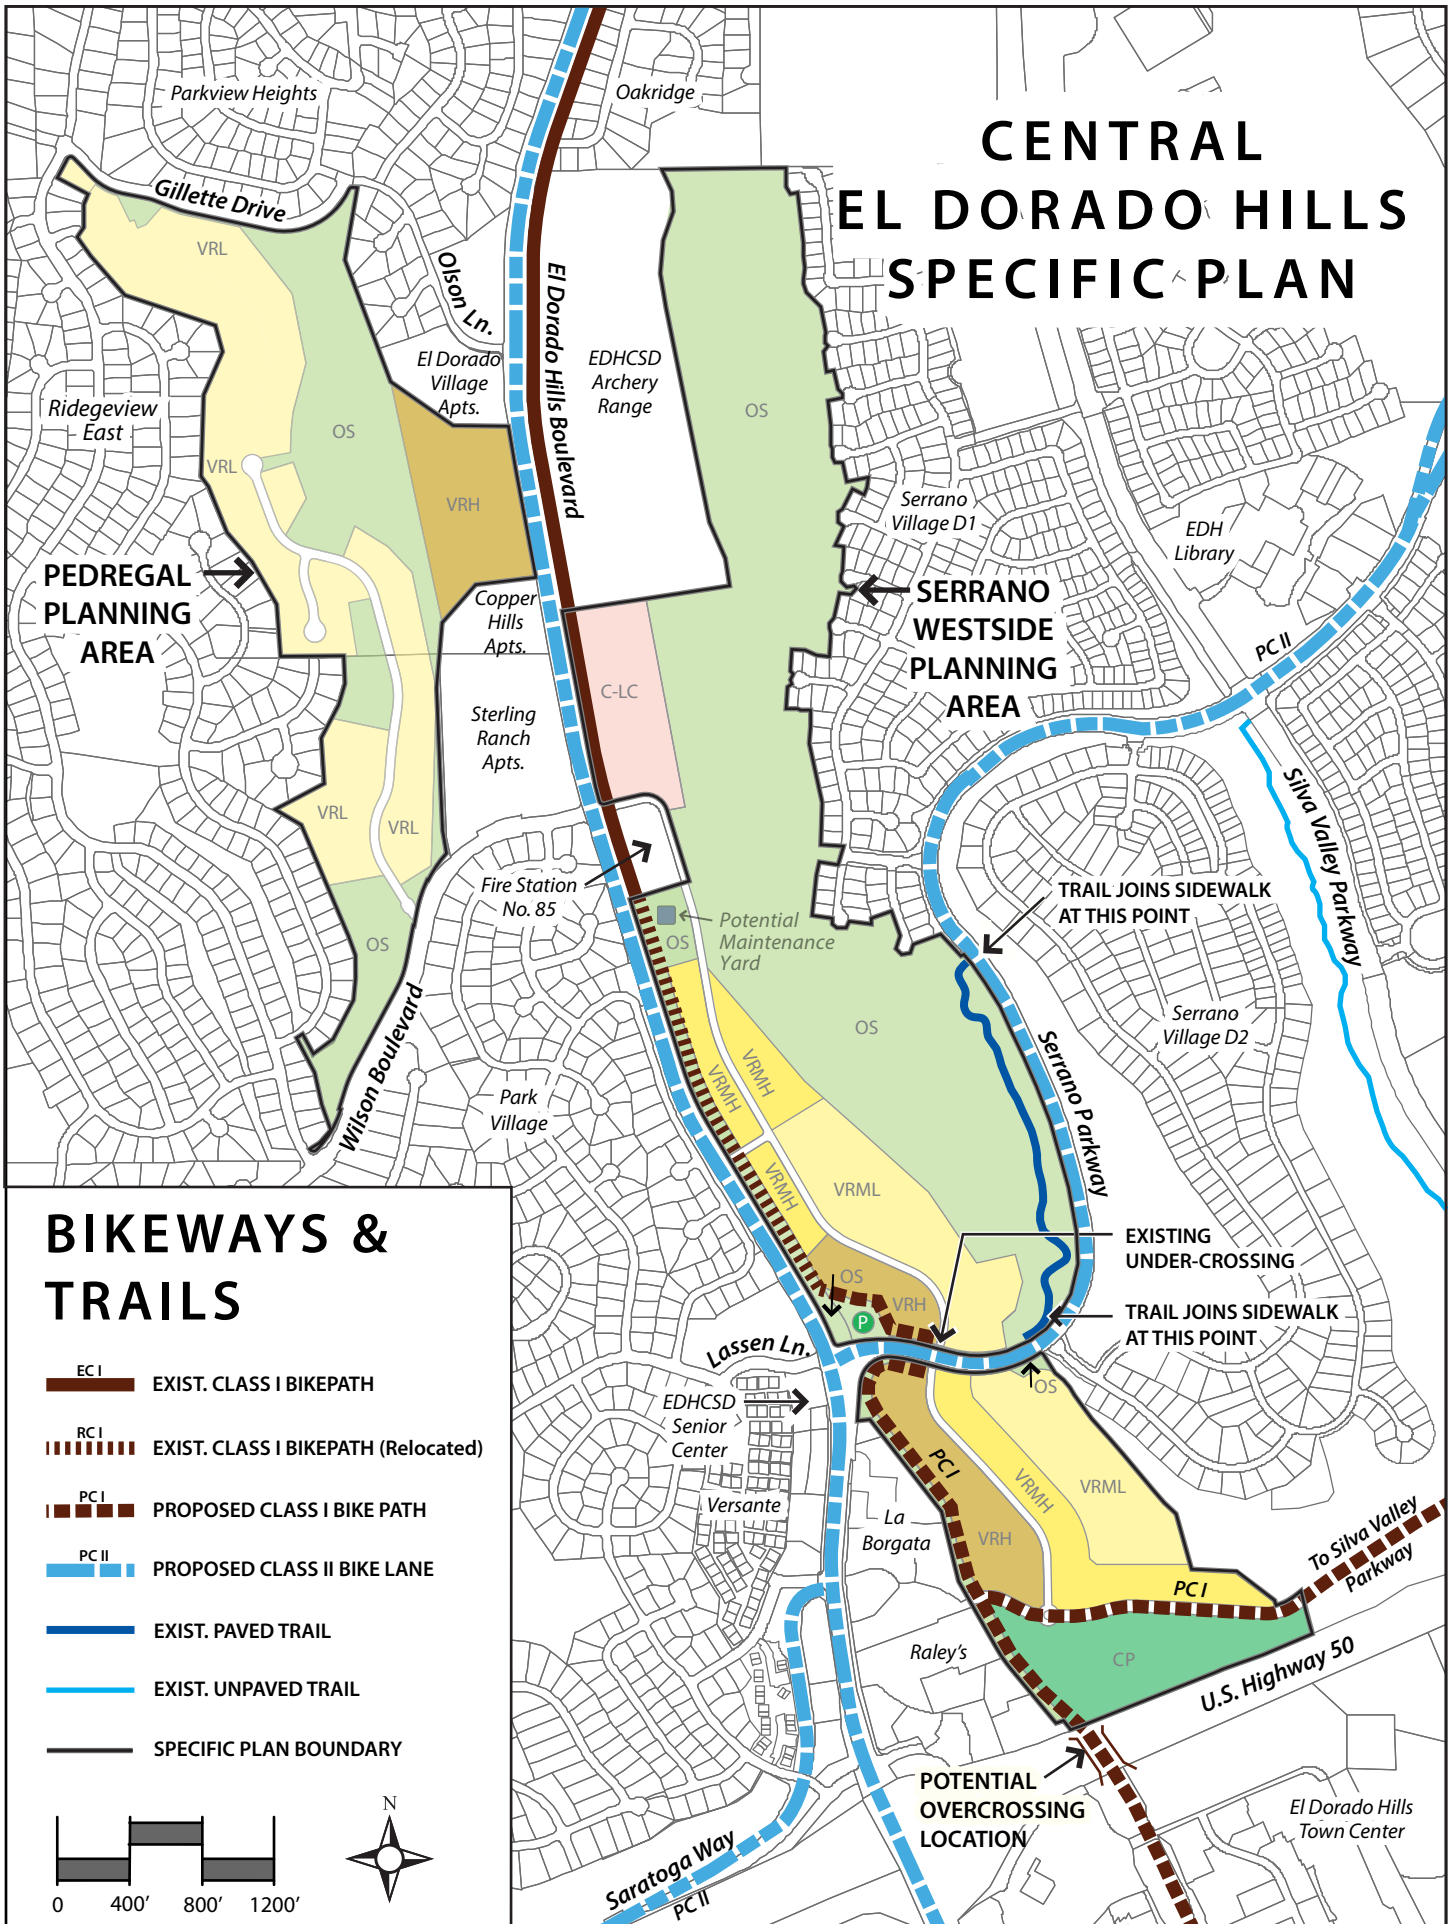 CENTRAL
EL DORADO HILLS
SPECIFIC PLAN
Parkview Heights
Oakridge
Gillette Drive
VRL
Olson Ln.
El Dorado Hills Boulevard
El Dorado
Village
Apts.
EDHCSD
Archery
Range
OS
Ridegeview
East
OS
VRL
VRH
Serrano
Village D1
EDH
Library
PEDREGAL
PLANNING
AREA
SERRANO
WESTSIDE
PLANNING
AREA
Copper
Hills
Apts.
PC II
C-LC
Sterling
Ranch
Apts.
Silva Valley Parkway
VRL
VRL
Fire Station
No. 85
TRAIL JOINS SIDEWALK
AT THIS POINT
Potential
Maintenance
Yard
OS
OS
OS
Wilson Boulevard
Serrano
Village D2
Serrano Parkway
Park
Village
VRMH
VRMH
VRMH
VRML
EXISTING
UNDER-CROSSING
OS
VRH
P
TRAIL JOINS SIDEWALK
AT THIS POINT
Lassen Ln.
OS
EDHCSD
Senior
Center
PC I
VRMH
VRML
Versante
La
Borgata
VRH
To Silva Valley
Parkway
PC I
Raley's
CP
U.S. Highway 50
POTENTIAL
OVERCROSSING
LOCATION
El Dorado Hills
Town Center
Saratoga Way
PC II
BIKEWAYS &
TRAILS
EC I
EXIST. CLASS I BIKEPATH
RC I
EXIST. CLASS I BIKEPATH (Relocated)
PC I
PROPOSED CLASS I BIKE PATH
PC II
PROPOSED CLASS II BIKE LANE
EXIST. PAVED TRAIL
EXIST. UNPAVED TRAIL
SPECIFIC PLAN BOUNDARY
N
0 400' 800' 1200'